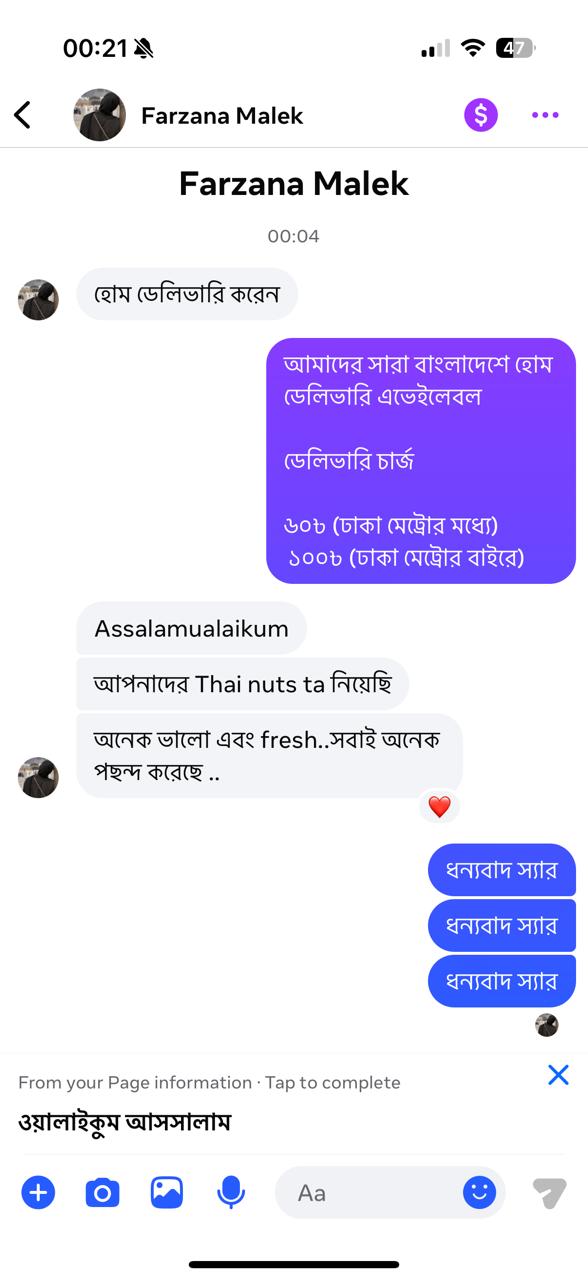 00:21
47
Farzana Malek
Farzana Malek
00:04
হোম ডেলিভারি করেন
আমাদের সারা বাংলাদেশে হোম
ডেলিভারি এভেইলেবল
ডেলিভারি চার্জ
৬০৳ (ঢাকা মেট্রোর মধ্যে)
১০০৳ (ঢাকা মেট্রোর বাইরে)
Assalamualaikum
আপনাদের Thai nuts ta নিয়েছি
অনেক ভালো এবং fresh..সবাই অনেক
পছন্দ করেছে ..
ধন্যবাদ স্যার
ধন্যবাদ স্যার
ধন্যবাদ স্যার
From your Page information · Tap to complete
ওয়ালাইকুম আসসালাম
Aa